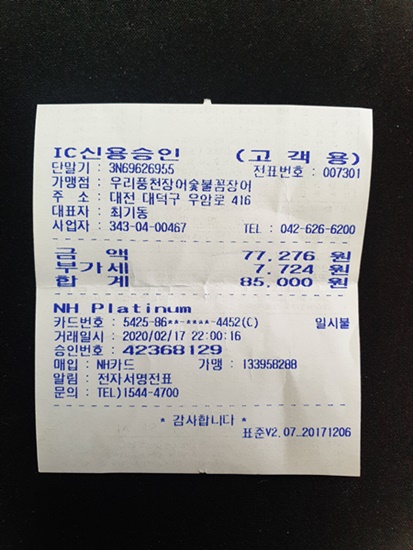 IC신용승인 (고 객 용)
단말기 : 3N69626955 전표번호 : 007301
가맹점 : 우리풍천장어숯불꼼장어
주 소 : 대전 대덕구 우암로 416
대표자 : 최기동
사업자 : 343-04-00467 TEL : 042-626-6200
금 액 77,276 원
부가세 7,724 원
합 계 85,000 원
NH Platinum
카드번호 : 5425-86**-****-4452(C) 일시불
거래일시 : 2020/02/17 22:00:16
승인번호 : 42368129
매입 : NH카드 가맹 : 133958288
알림 : 전자서명전표
문의 : TEL)1544-4700
* 감사합니다 *
표준V2.07_20171206